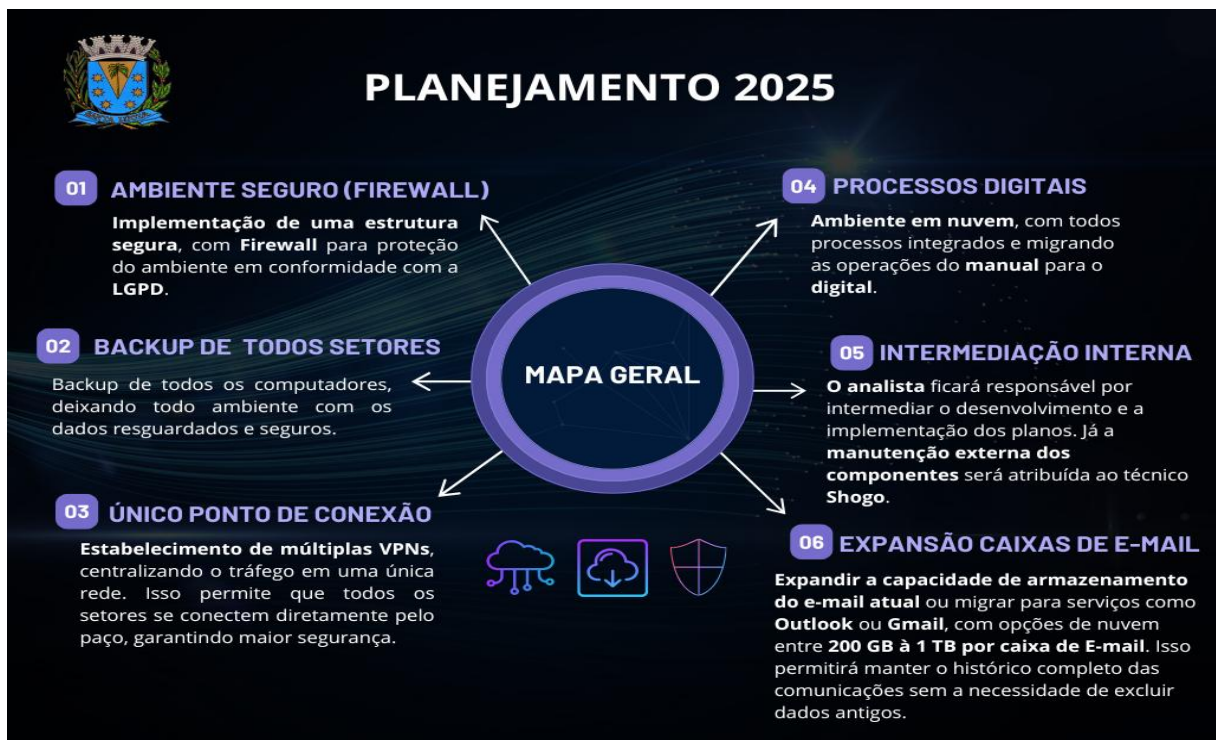 PLANEJAMENTO 2025
01 AMBIENTE SEGURO (FIREWALL)
Implementação de uma estrutura
segura, com Firewall para proteção
do ambiente em conformidade com a
LGPD.
02 BACKUP DE TODOS SETORES
Backup de todos os computadores,
deixando todo ambiente com os
dados resguardados e seguros.
03 ÚNICO PONTO DE CONEXÃO
Estabelecimento de múltiplas VPNs,
centralizando o tráfego em uma única
rede. Isso permite que todos os
setores se conectem diretamente pelo
paço, garantindo maior segurança.
MAPA GERAL
04 PROCESSOS DIGITAIS
Ambiente em nuvem, com todos
processos integrados e migrando
as operações do manual para o
digital.
05 INTERMEDIAÇÃO INTERNA
O analista ficará responsável por
intermediar o desenvolvimento e a
implementação dos planos. Já a
manutenção externa dos
componentes será atribuída ao técnico
Shogo.
06 EXPANSÃO CAIXAS DE E-MAIL
Expandir a capacidade de armazenamento
do e-mail atual ou migrar para serviços como
Outlook ou Gmail, com opções de nuvem
entre 200 GB à 1 TB por caixa de E-mail. Isso
permitirá manter o histórico completo das
comunicações sem a necessidade de excluir
dados antigos.